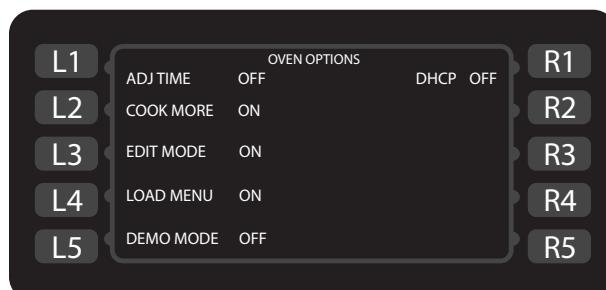 OVEN OPTIONS
L1 ADJ TIME OFF DHCP OFF R1
L2 COOK MORE ON R2
L3 EDIT MODE ON R3
L4 LOAD MENU ON R4
L5 DEMO MODE OFF R5